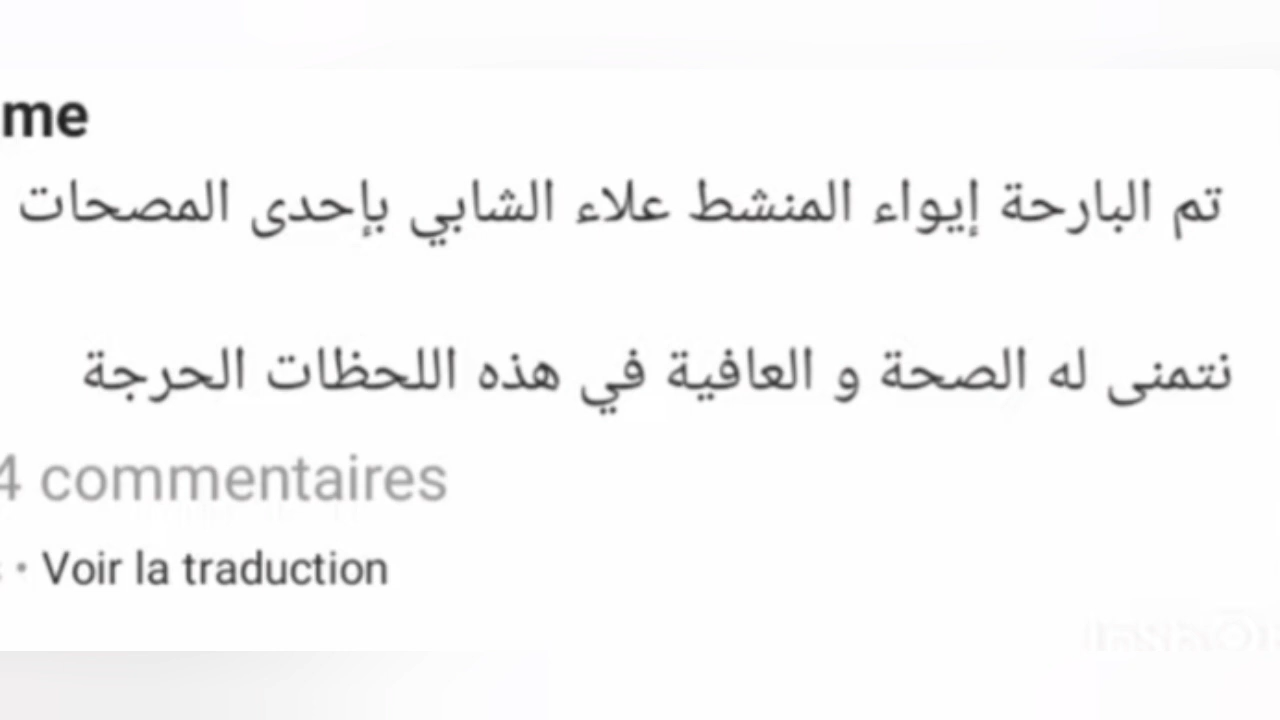 me
تم البارحة إيواء المنشط علاء الشابي بإحدى المصحات
نتمنى له الصحة و العافية في هذه اللحظات الحرجة
4 commentaires
· Voir la traduction